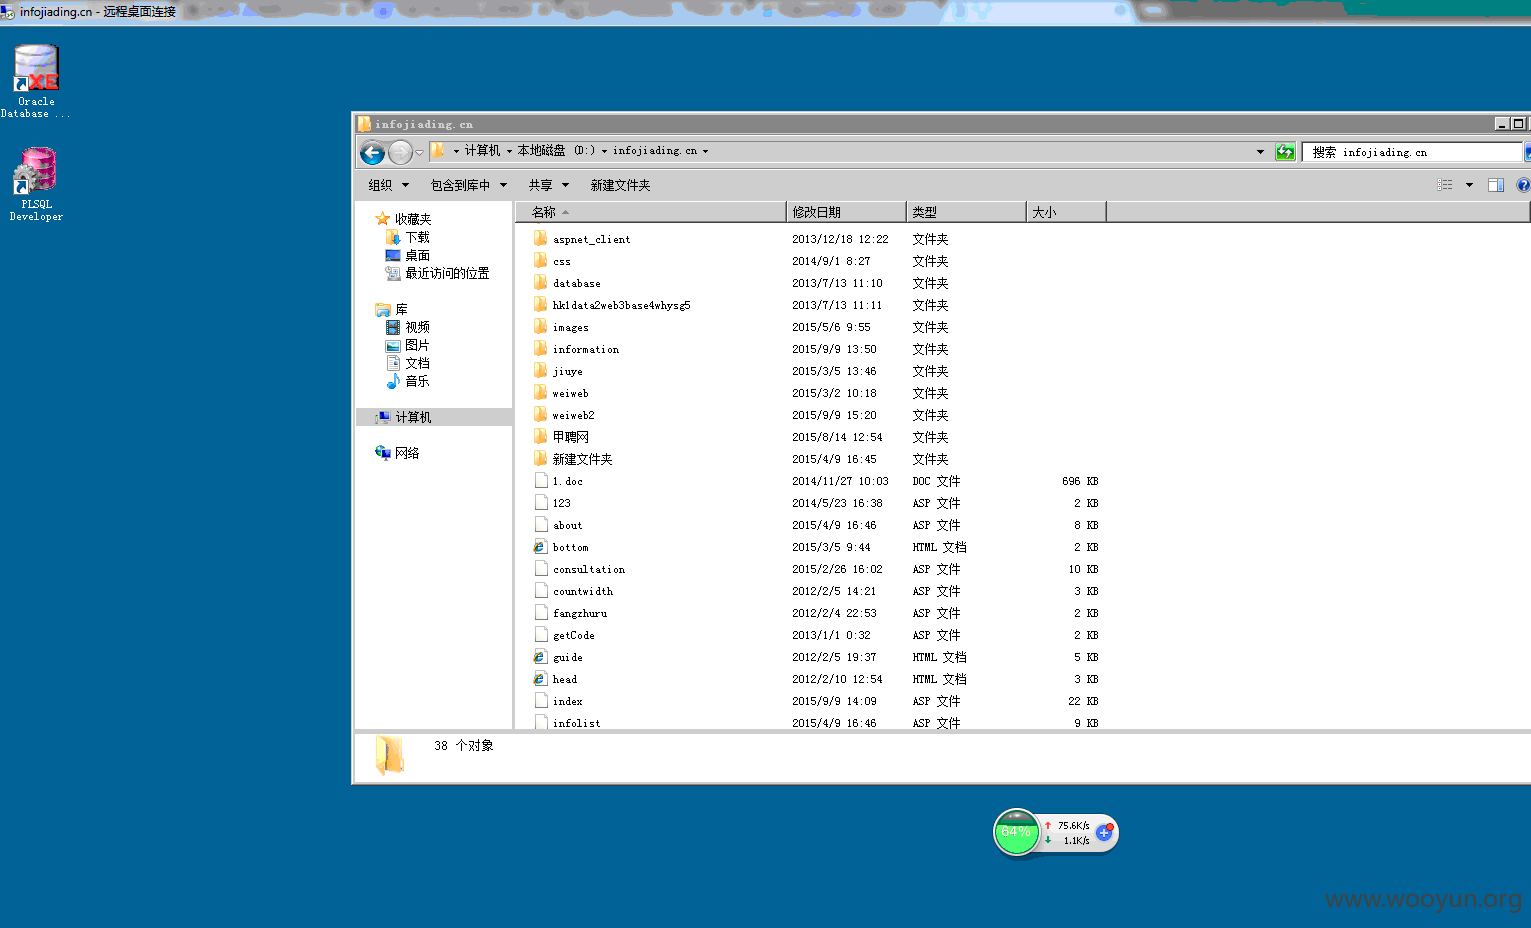 infojiading.cn - 远程桌面连接
Oracle
Database ...
PLSQL
Developer
infojiading.cn
计算机 本地磁盘 (D:) infojiading.cn
搜索 infojiading.cn
组织 包含到库中 共享 新建文件夹
收藏夹
下载
桌面
最近访问的位置
库
视频
图片
文档
音乐
计算机
网络
名称 修改日期 类型 大小
aspnet_client 2013/12/18 12:22 文件夹
css 2014/9/1 8:27 文件夹
database 2013/7/13 11:10 文件夹
hk1data2web3base4whysg5 2013/7/13 11:11 文件夹
images 2015/5/6 9:55 文件夹
information 2015/9/9 13:50 文件夹
jiuye 2015/3/5 13:46 文件夹
weiweb 2015/3/2 10:18 文件夹
weiweb2 2015/9/9 15:20 文件夹
甲聘网 2015/8/14 12:54 文件夹
新建文件夹 2015/4/9 16:45 文件夹
1.doc 2014/11/27 10:03 DOC 文件 696 KB
123 2014/5/23 16:38 ASP 文件 2 KB
about 2015/4/9 16:46 ASP 文件 8 KB
bottom 2015/3/5 9:44 HTML 文档 2 KB
consultation 2015/2/26 16:02 ASP 文件 10 KB
countwidth 2012/2/5 14:21 ASP 文件 3 KB
fangzhuru 2012/2/4 22:53 ASP 文件 2 KB
getCode 2013/1/1 0:32 ASP 文件 2 KB
guide 2012/2/5 19:37 HTML 文档 5 KB
head 2012/2/10 12:54 HTML 文档 3 KB
index 2015/9/9 14:09 ASP 文件 22 KB
infolist 2015/4/9 16:46 ASP 文件 9 KB
38 个对象
64%
75.6K/s
1.1K/s
www.wooyun.org